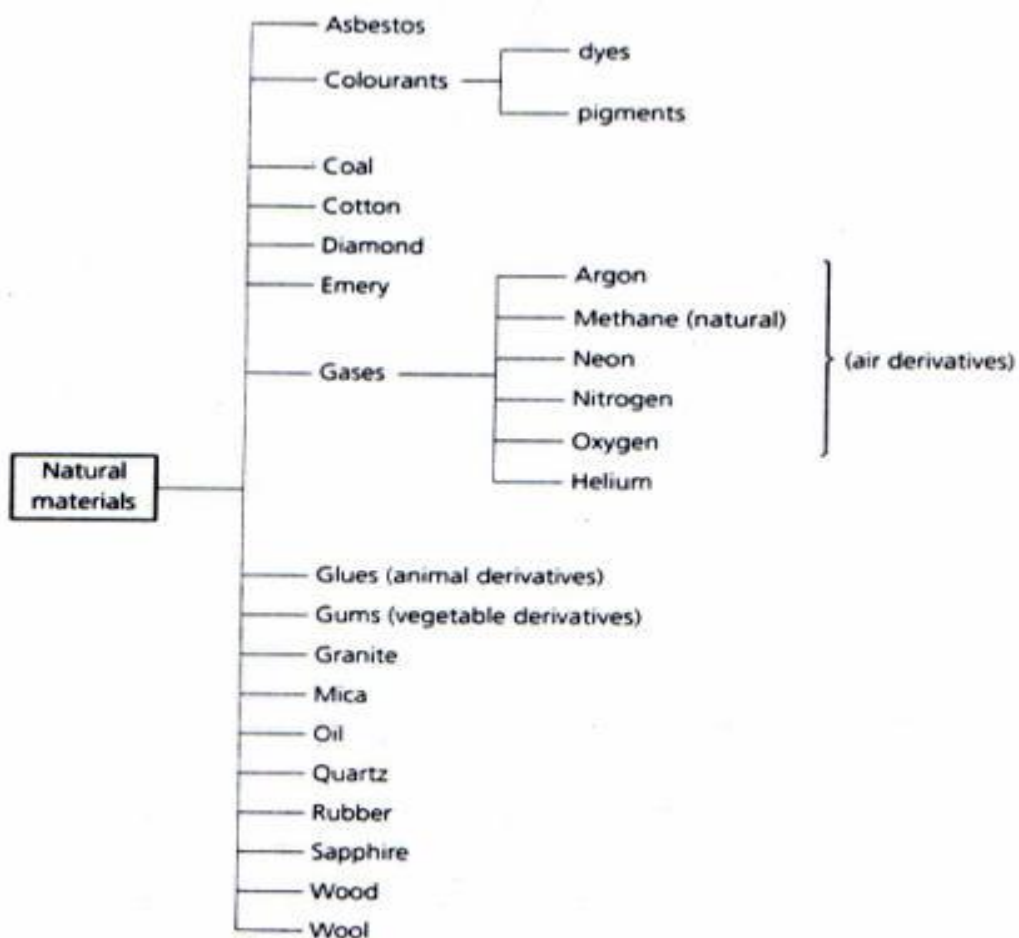 Asbestos
Colourants
dyes
pigments
Coal
Cotton
Diamond
Emery
Gases
Argon
Methane (natural)
Neon
Nitrogen
Oxygen
Helium
(air derivatives)
Natural
materials
Glues (animal derivatives)
Gums (vegetable derivatives)
Granite
Mica
Oil
Quartz
Rubber
Sapphire
Wood
Wool